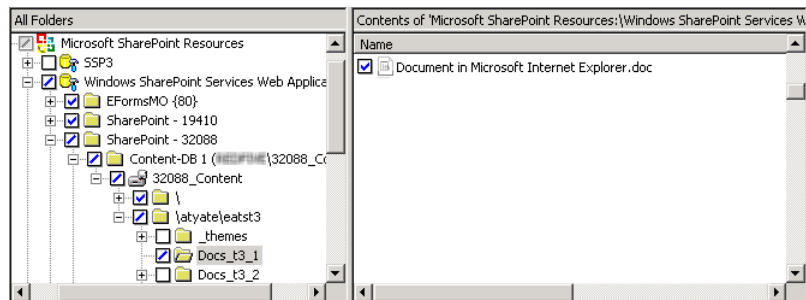 All Folders
Microsoft SharePoint Resources
SSP3
Windows SharePoint Services Web Applica
EFormsMO {80}
SharePoint - 19410
SharePoint - 32088
Content-DB 1 ( \32088_Co
32088_Content
\
\atyate\eatst3
_themes
Docs_t3_1
Docs_t3_2
Contents of 'Microsoft SharePoint Resources:\Windows SharePoint Services W
Name
Document in Microsoft Internet Explorer.doc